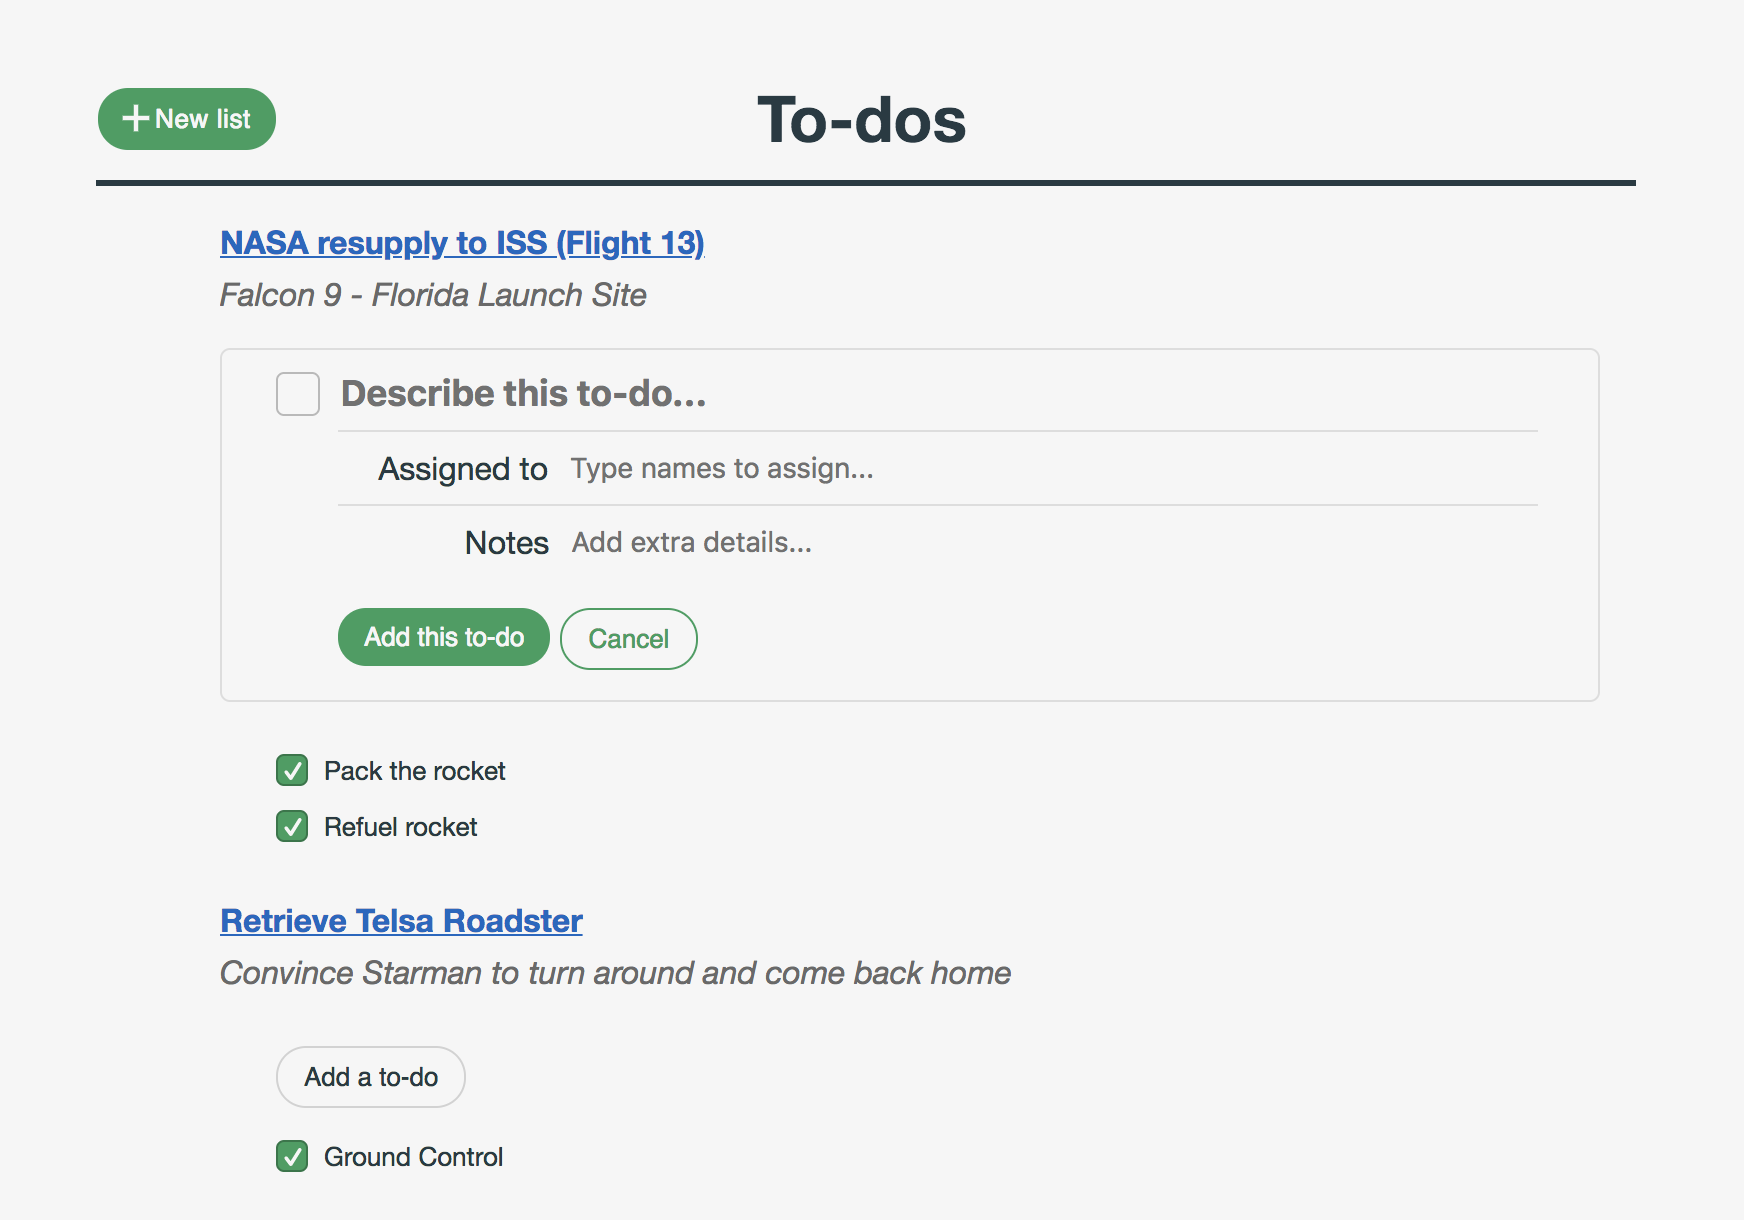 New list
To-dos
NASA resupply to ISS (Flight 13)
Falcon 9 - Florida Launch Site
Describe this to-do...
Assigned to Type names to assign...
Notes Add extra details...
Add this to-do Cancel
Pack the rocket
Refuel rocket
Retrieve Telsa Roadster
Convince Starman to turn around and come back home
Add a to-do
Ground Control